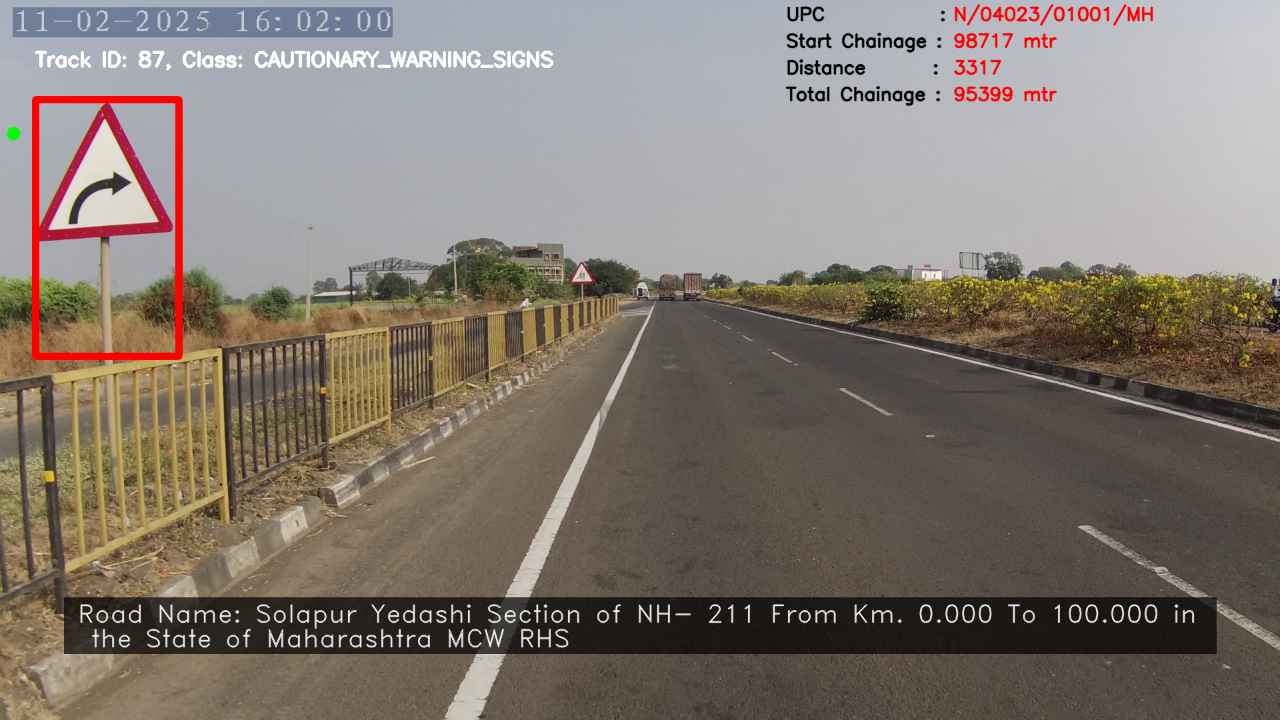 11-02-2025 16:02:00
Track ID: 87, Class: CAUTIONARY_WARNING_SIGNS
UPC : N/04023/01001/MH
Start Chainage : 98717 mtr
Distance : 3317
Total Chainage : 95399 mtr
Road Name: Solapur Yedashi Section of NH- 211 From Km. 0.000 To 100.000 in
the State of Maharashtra MCW RHS